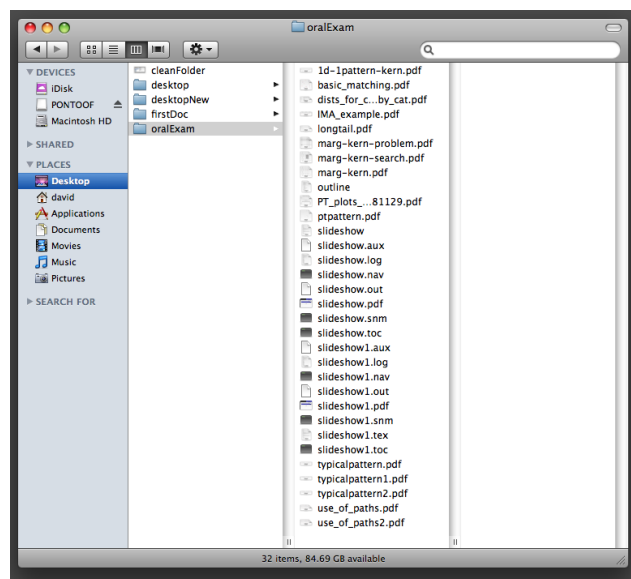 oralExam
DEVICES
iDisk
PONTOOF
Macintosh HD
SHARED
PLACES
Desktop
david
Applications
Documents
Movies
Music
Pictures
SEARCH FOR
cleanFolder
desktop
desktopNew
firstDoc
oralExam
1d-1pattern-kern.pdf
basic_matching.pdf
dists_for_c...by_cat.pdf
IMA_example.pdf
longtail.pdf
marg-kern-problem.pdf
marg-kern-search.pdf
marg-kern.pdf
outline
PT_plots_...81129.pdf
ptpattern.pdf
slideshow
slideshow.aux
slideshow.log
slideshow.nav
slideshow.out
slideshow.pdf
slideshow.snm
slideshow.toc
slideshow1.aux
slideshow1.log
slideshow1.nav
slideshow1.out
slideshow1.pdf
slideshow1.snm
slideshow1.tex
slideshow1.toc
typicalpattern.pdf
typicalpattern1.pdf
typicalpattern2.pdf
use_of_paths.pdf
use_of_paths2.pdf
32 items, 84.69 GB available